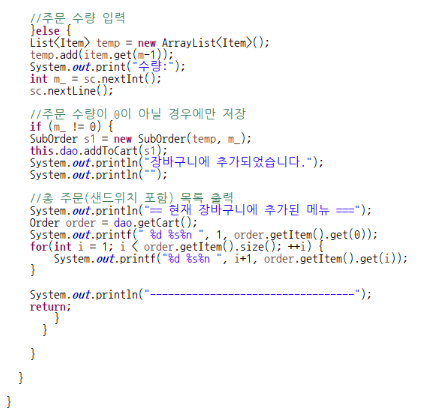 //주문 수량 입력
}else {
List<Item> temp = new ArrayList<Item>();
temp.add(item.get(m-1));
System.out.print("수량:");
int m_ = sc.nextInt();
sc.nextLine();

//주문 수량이 0이 아닐 경우에만 저장
if (m_ != 0) {
SubOrder s1 = new SubOrder(temp, m_);
this.dao.addToCart(s1);
System.out.println("장바구니에 추가되었습니다.");
System.out.println("");

//총 주문(샌드위치 포함) 목록 출력
System.out.println("== 현재 장바구니에 추가된 메뉴 ===");
Order order = dao.getCart();
System.out.printf(" %d %s%n ", 1, order.getItem().get(0));
for(int i = 1; i < order.getItem().size(); ++i) {
System.out.printf("%d %s%n ", i+1, order.getItem().get(i));
}

System.out.println("----------------------------------");
return;
}
}
}
}
}